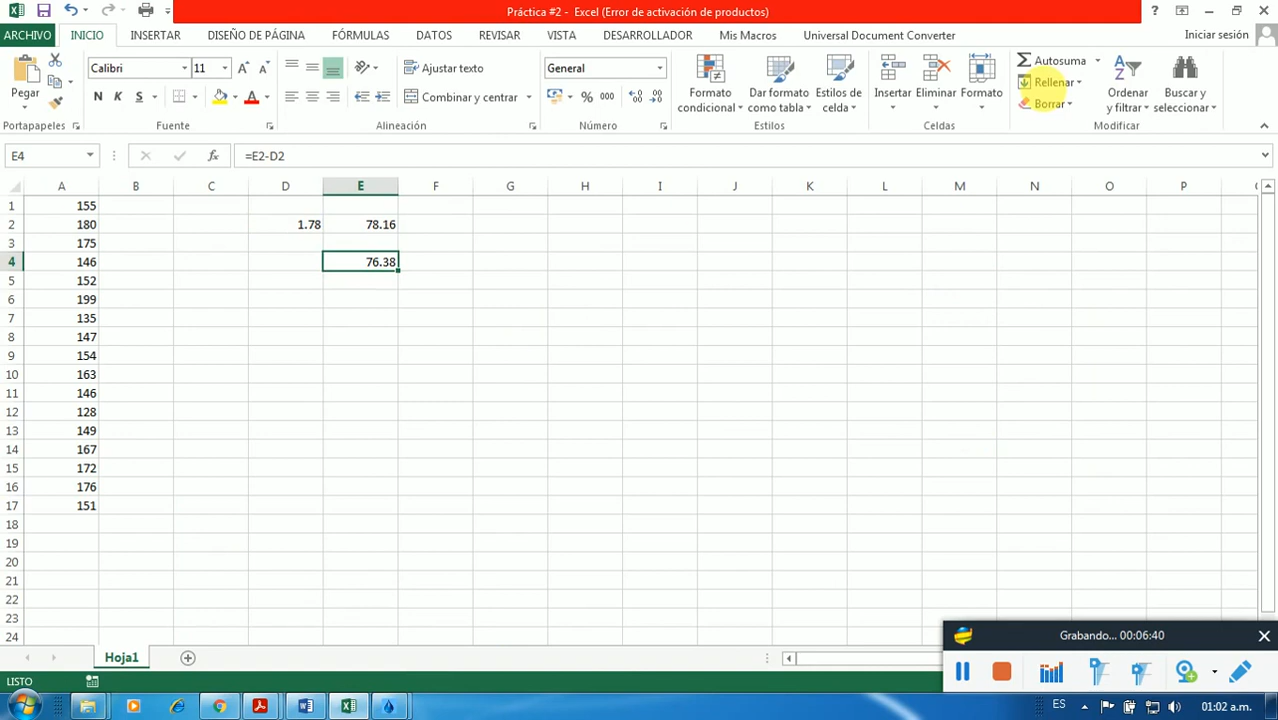 Práctica #2 - Excel (Error de activación de productos)
?
ARCHIVO INICIO INSERTAR DISEÑO DE PÁGINA FÓRMULAS DATOS REVISAR VISTA DESARROLLADOR Mis Macros Universal Document Converter Iniciar sesión
Pegar
Calibri 11
N K S
Ajustar texto
Combinar y centrar
General
% 000
Formato condicional
Dar formato como tabla
Estilos de celda
Insertar Eliminar Formato
Autosuma
Rellenar
Borrar
Ordenar y filtrar
Buscar y seleccionar
Portapapeles Fuente Alineación Número Estilos Celdas Modificar
E4 fx =E2-D2
A B C D E F G H I J K L M N O P
1 155
2 180 1.78 78.16
3 175
4 146 76.38
5 152
6 199
7 135
8 147
9 154
10 163
11 146
12 128
13 149
14 167
15 172
16 176
17 151
18
19
20
21
22
23
24
Grabando... 00:06:40
Hoja1
LISTO
ES 01:02 a.m.